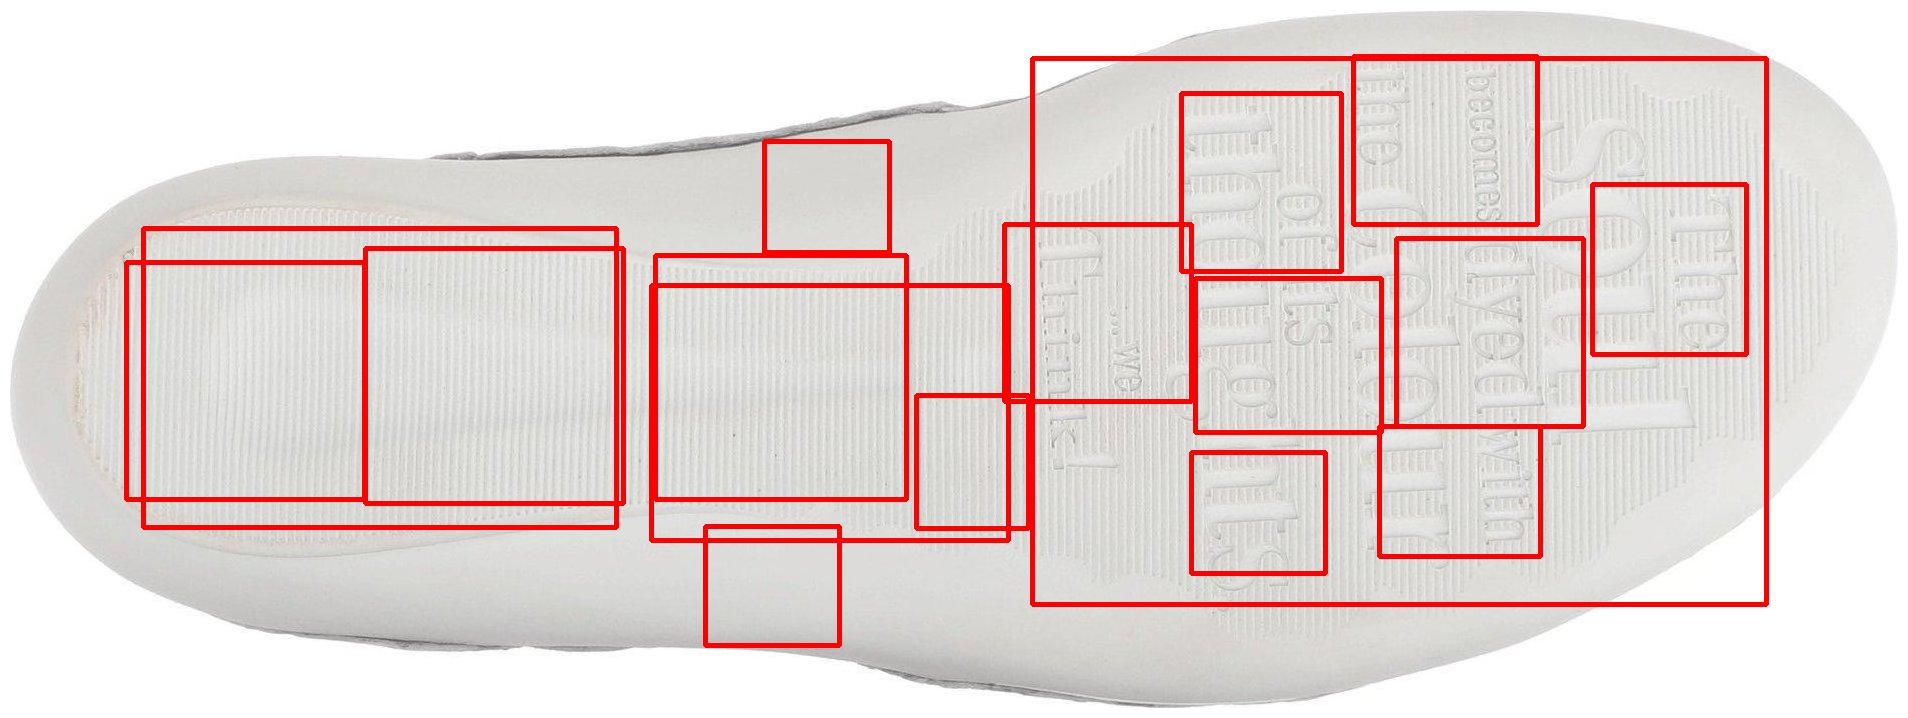 The
Soul
becomes dyed with
the Colour
of its
thoughts
...we
Think!